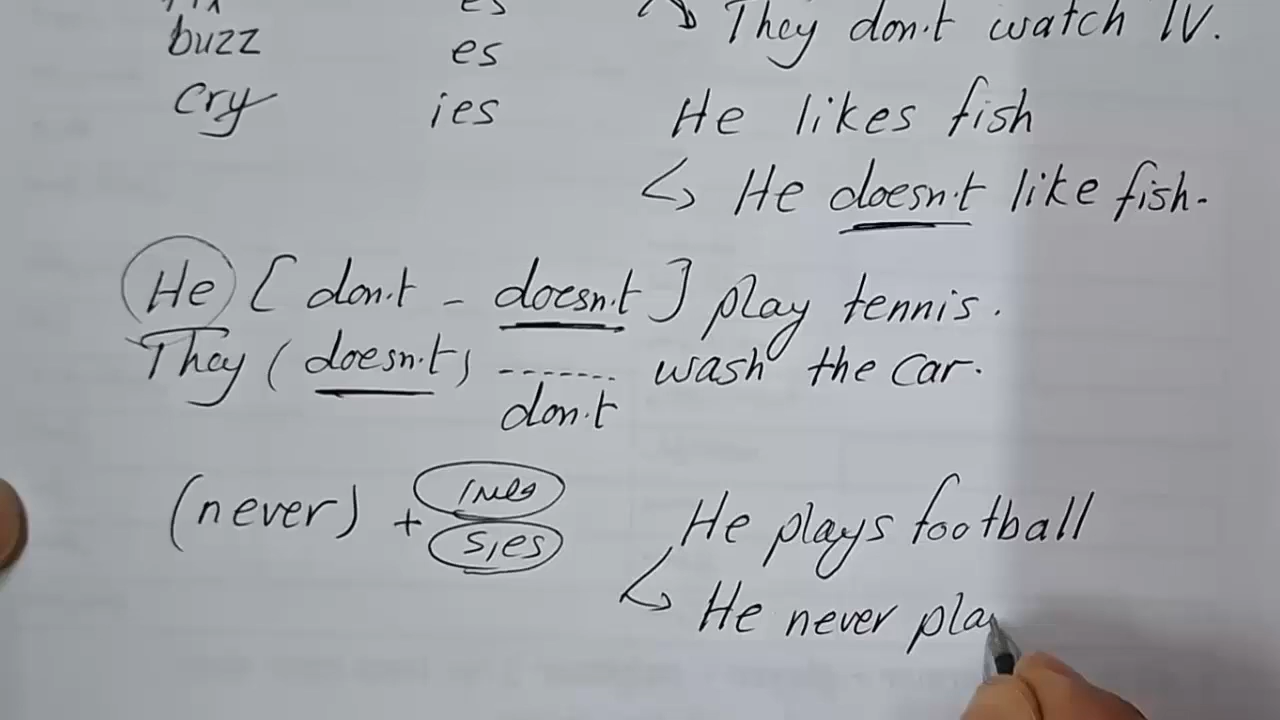 es
They don't watch TV.
buzz es
cry ies
He likes fish
He doesn't like fish.
He [ don't - doesn't ] play tennis.
They ( doesn't ) ------- wash the car.
don't
(never) +
s, es
He plays football
He never pla